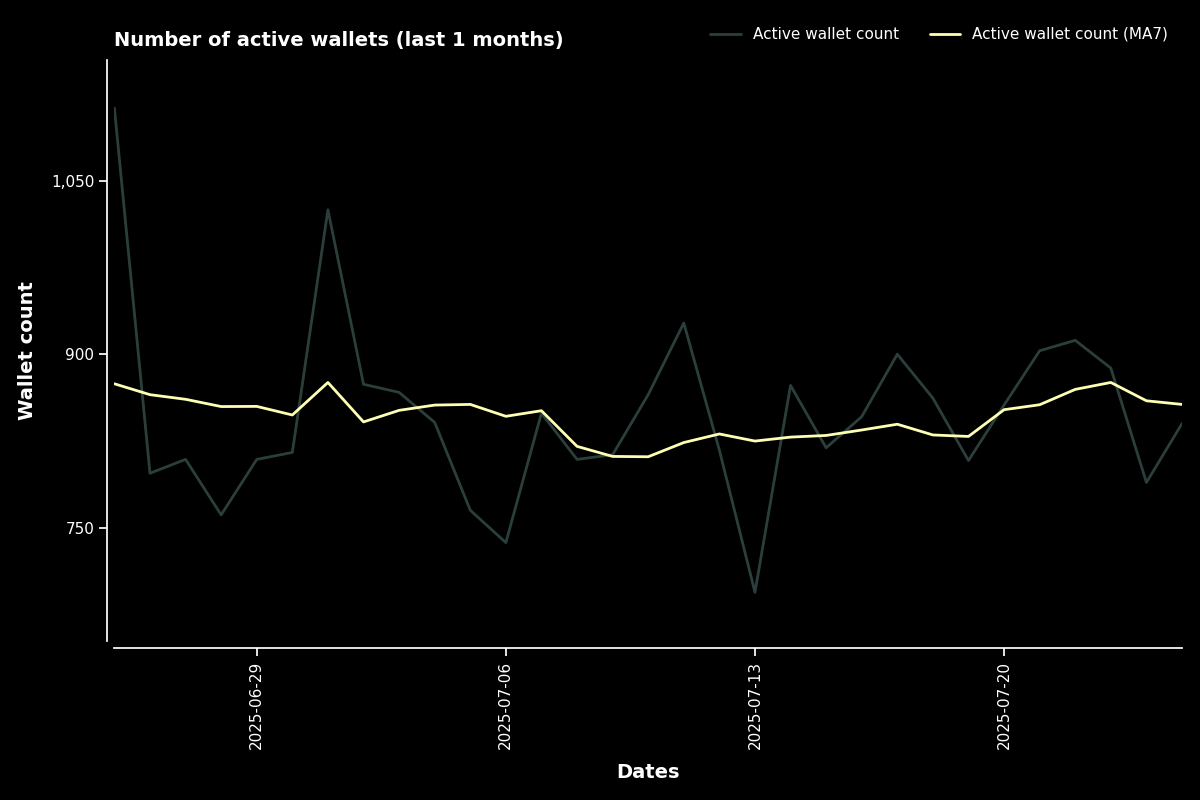 Number of active wallets (last 1 months)
Active wallet count
Active wallet count (MA7)
Wallet count
1,050
900
750
2025-06-29
2025-07-06
2025-07-13
2025-07-20
Dates